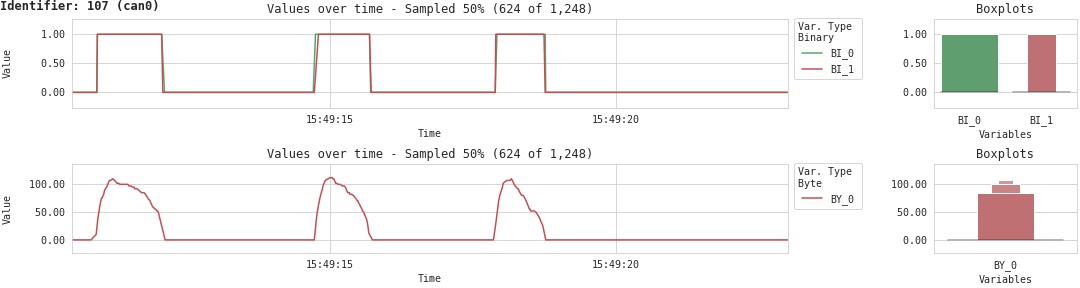 Identifier: 107 (can0)
Values over time - Sampled 50% (624 of 1,248)
Boxplots
Value
1.00
0.50
0.00
15:49:15
15:49:20
Time
Var. Type
Binary
BI_0
BI_1
1.00
0.50
0.00
BI_0
BI_1
Variables
Values over time - Sampled 50% (624 of 1,248)
Boxplots
Value
100.00
50.00
0.00
15:49:15
15:49:20
Time
Var. Type
Byte
BY_0
100.00
50.00
0.00
BY_0
Variables